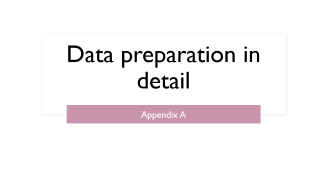 Data preparation in
detail
Appendix A